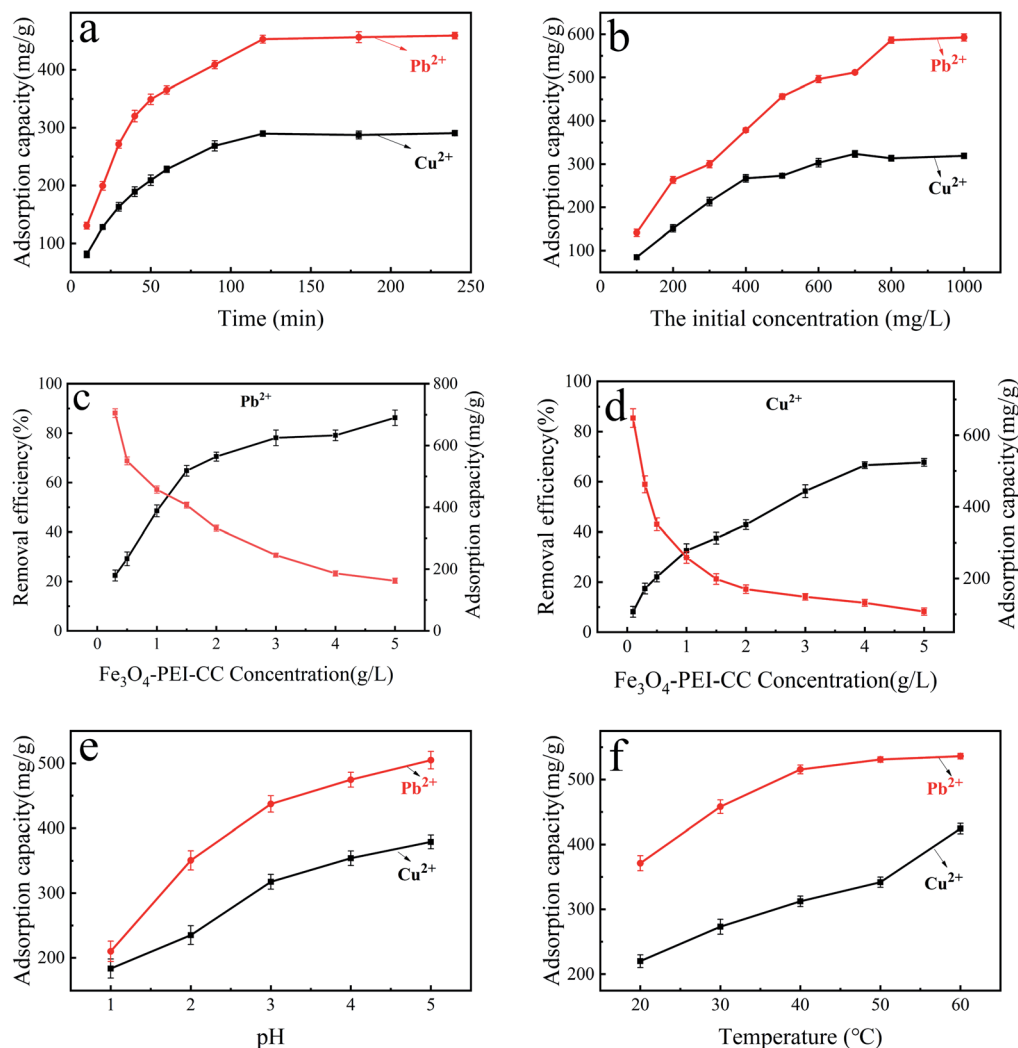 a
Adsorption capacity(mg/g)
400
300
200
100
Pb²⁺
Cu²⁺
0 50 100 150 200 250
Time (min)
b
Adsorption capacity(mg/g)
600
500
400
300
200
100
Pb²⁺
Cu²⁺
200 400 600 800 1000
The initial concentration (mg/L)
c
Pb²⁺
Removal efficiency(%)
100
80
60
40
20
0
Adsorption capacity(mg/g)
800
700
600
500
400
300
200
100
0
0 1 2 3 4 5
Fe₃O₄-PEI-CC Concentration(g/L)
d
Cu²⁺
Removal efficiency(%)
100
80
60
40
20
0
Adsorption capacity(mg/g)
600
400
200
0 1 2 3 4 5
Fe₃O₄-PEI-CC Concentration(g/L)
e
Adsorption capacity(mg/g)
500
400
300
200
Pb²⁺
Cu²⁺
1 2 3 4 5
pH
f
Adsorption capacity(mg/g)
500
400
300
200
Pb²⁺
Cu²⁺
20 30 40 50 60
Temperature (℃)